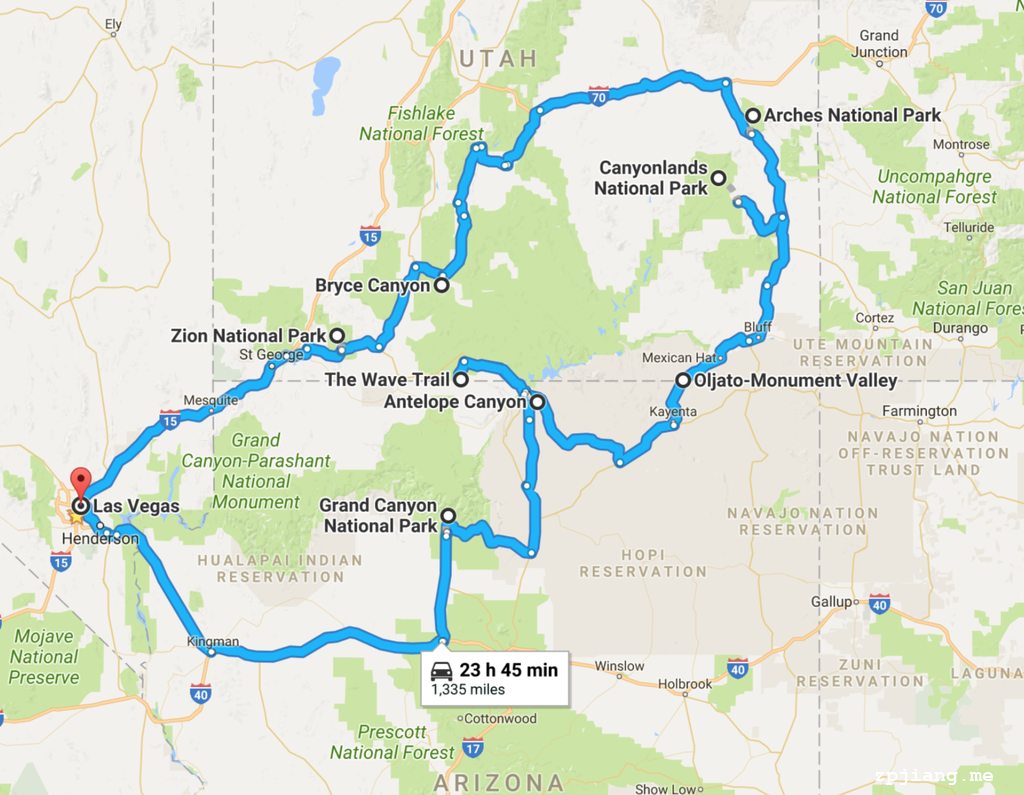 Ely
70
Grand
Junction
UTAH
70
Fishlake
National Forest
Arches National Park
Montrose
Canyonlands
National Park
Uncompahgre
National Forest
15
Telluride
Bryce Canyon
San Juan
National Fores
Zion National Park
Bluff
Cortez
Durango
St George
UTE MOUNTAIN
RESERVATION
Mexican Hat
The Wave Trail
Oljato-Monument Valley
Mesquite
Antelope Canyon
Kayenta
Farmington
15
Grand
Canyon-Parashant
National
Monument
NAVAJO NATION
OFF-RESERVATION
TRUST LAND
Las Vegas
Grand Canyon
National Park
NAVAJO NATION
RESERVATION
Henderson
15
HUALAPAI INDIAN
RESERVATION
HOPI
RESERVATION
Gallup
40
Mojave
National
Preserve
Kingman
23 h 45 min
1,335 miles
Winslow
40
Holbrook
ZUNI
RESERVATION
LAGUNA
40
Cottonwood
Prescott
National Forest
17
ARIZONA
zpjiang.me
Show Low